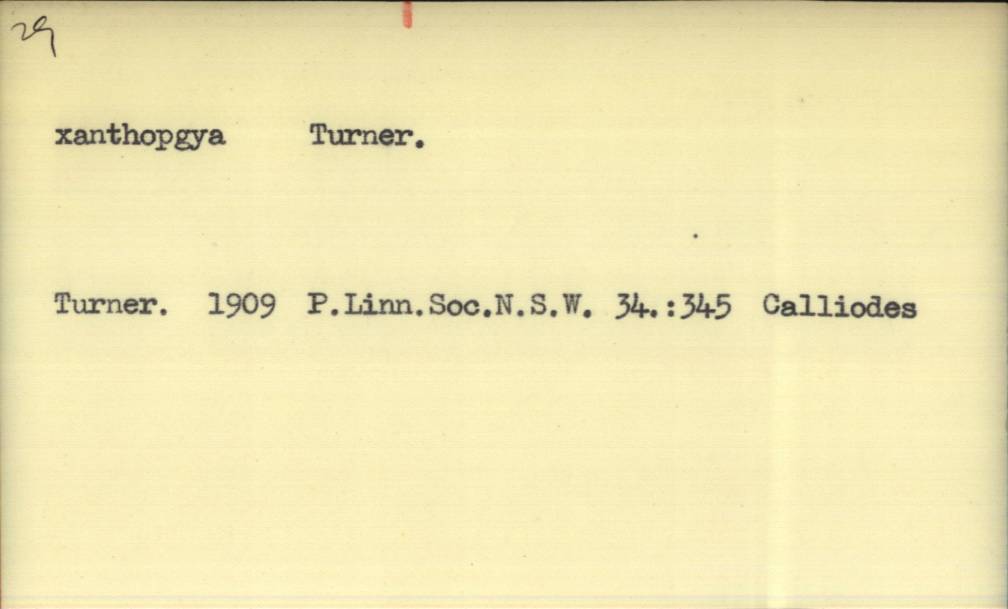 29
xanthopgya Turner.
Turner. 1909 P.Linn.Soc.N.S.W. 34.:345 Calliodes